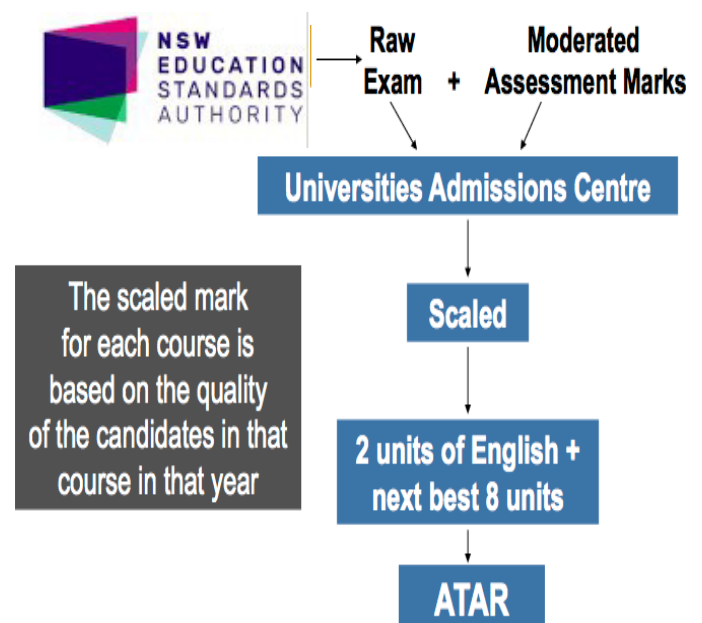 NSW
EDUCATION
STANDARDS
AUTHORITY
Raw
Exam
+
Moderated
Assessment Marks
Universities Admissions Centre
Scaled
The scaled mark
for each course is
based on the quality
of the candidates in that
course in that year
2 units of English +
next best 8 units
ATAR